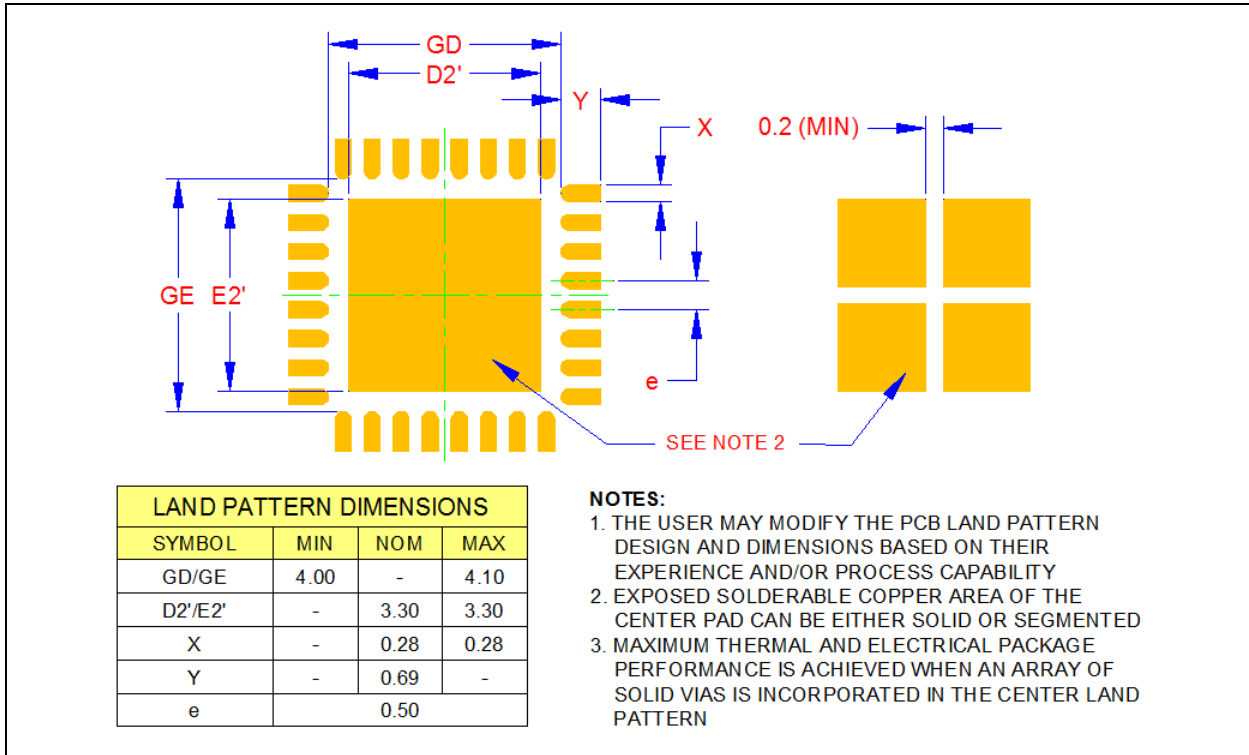 GD
D2'
Y
X
0.2 (MIN)
GE
E2'
e
SEE NOTE 2
LAND PATTERN DIMENSIONS
SYMBOL MIN NOM MAX
GD/GE 4.00 - 4.10
D2'/E2' - 3.30 3.30
X - 0.28 0.28
Y - 0.69 -
e 0.50
NOTES:
1. THE USER MAY MODIFY THE PCB LAND PATTERN
DESIGN AND DIMENSIONS BASED ON THEIR
EXPERIENCE AND/OR PROCESS CAPABILITY
2. EXPOSED SOLDERABLE COPPER AREA OF THE
CENTER PAD CAN BE EITHER SOLID OR SEGMENTED
3. MAXIMUM THERMAL AND ELECTRICAL PACKAGE
PERFORMANCE IS ACHIEVED WHEN AN ARRAY OF
SOLID VIAS IS INCORPORATED IN THE CENTER LAND
PATTERN